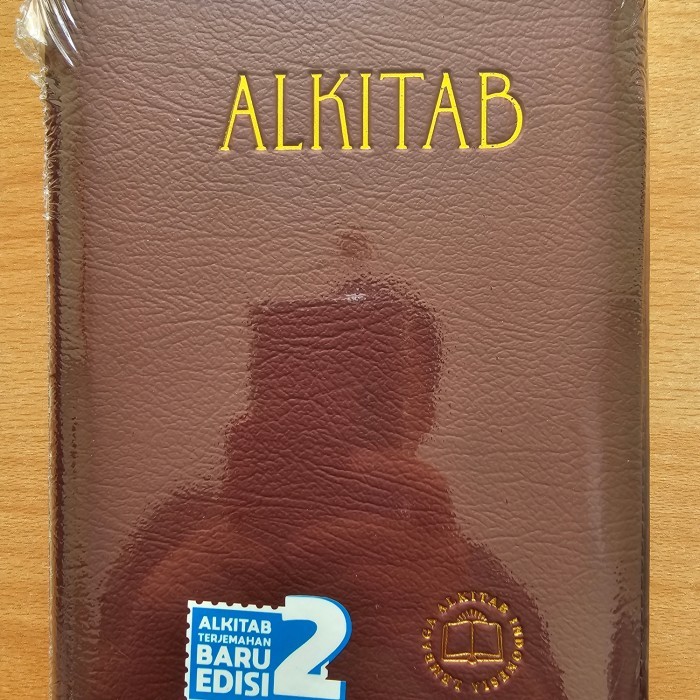 ALKITAB
ALKITAB
TERJEMAHAN
BARU
EDISI
2
LEMBAGA ALKITAB INDONESIA